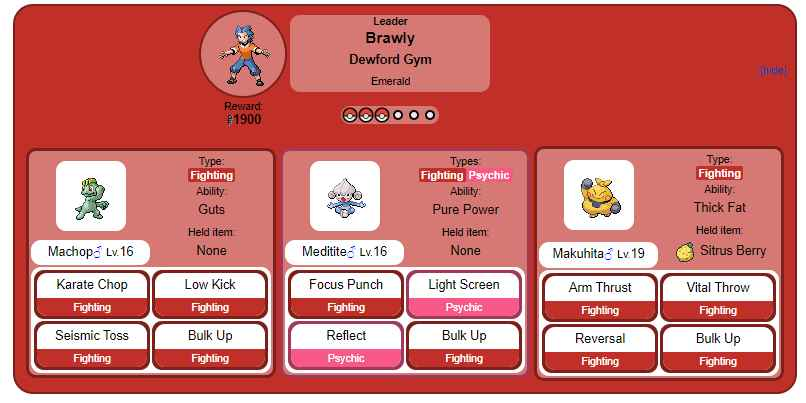 Leader
Brawly
Dewford Gym
Emerald
[hide]
Reward:
1900
Type:
Fighting
Ability:
Guts
Held item:
None
Machop♂ Lv.16
Karate Chop
Fighting
Low Kick
Fighting
Seismic Toss
Fighting
Bulk Up
Fighting
Types:
Fighting Psychic
Ability:
Pure Power
Held item:
None
Meditite♂ Lv.16
Focus Punch
Fighting
Light Screen
Psychic
Reflect
Psychic
Bulk Up
Fighting
Type:
Fighting
Ability:
Thick Fat
Held item:
Sitrus Berry
Makuhita♂ Lv.19
Arm Thrust
Fighting
Vital Throw
Fighting
Reversal
Fighting
Bulk Up
Fighting